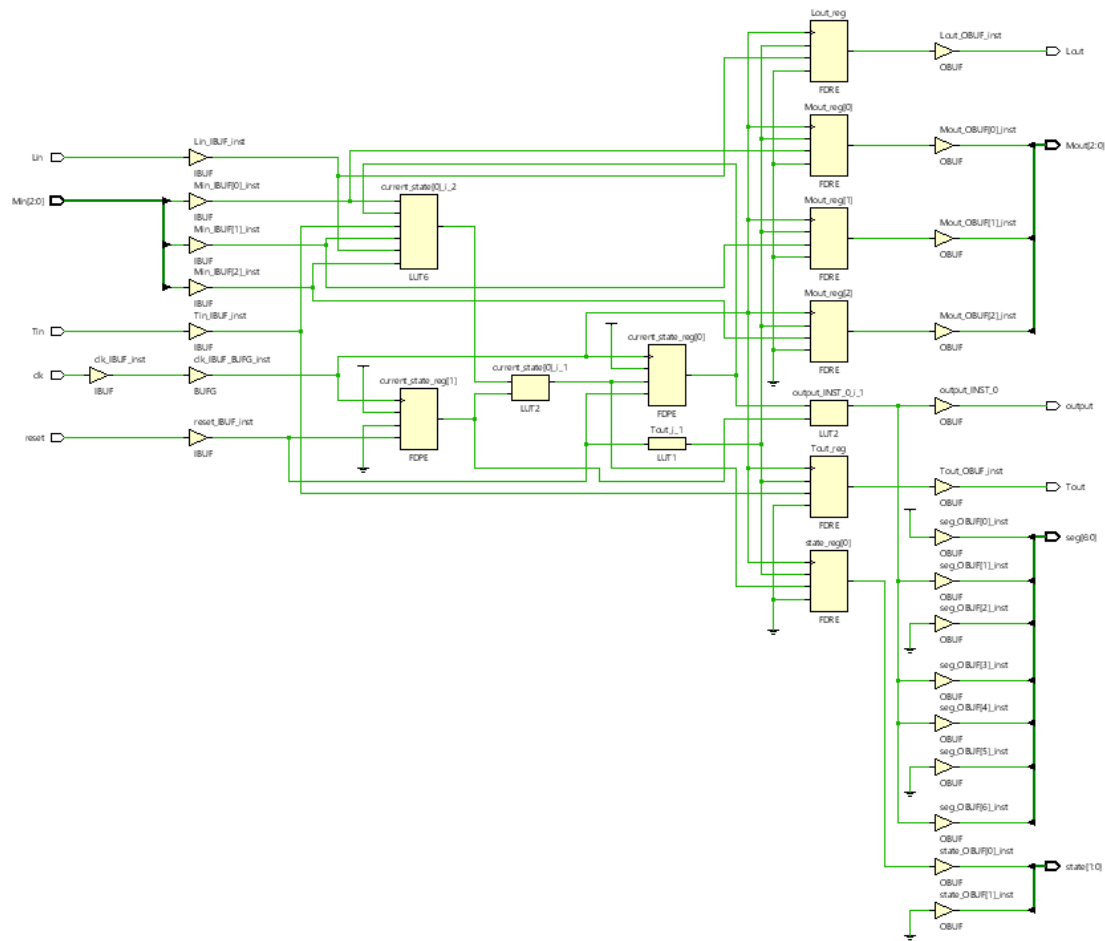 Lout_reg
Lout_OBUF_inst
Lout
OBUF
FDRE
Mout_reg[0]
Mout_OBUF[0]_inst
Mout[2:0]
OBUF
FDRE
Lin_IBUF_inst
Lin
IBUF
Min_IBUF[0]_inst
Min[2:0]
IBUF
Min_IBUF[1]_inst
IBUF
Min_IBUF[2]_inst
IBUF
current_state[0]_i_2
LUT6
Mout_reg[1]
Mout_OBUF[1]_inst
OBUF
FDRE
Mout_reg[2]
Mout_OBUF[2]_inst
OBUF
FDRE
Tin_IBUF_inst
Tin
IBUF
clk_IBUF_inst
clk
IBUF
clk_IBUF_BUFG_inst
BUFG
reset_IBUF_inst
reset
IBUF
current_state_reg[1]
FDPE
current_state[0]_i_1
LUT2
current_state_reg[0]
FDPE
Tout_i_1
LUT1
output_INST_0_i_1
LUT2
output_INST_0
output
OBUF
Tout_reg
Tout_OBUF_inst
Tout
OBUF
FDRE
state_reg[0]
FDRE
seg_OBUF[0]_inst
seg[6:0]
OBUF
seg_OBUF[1]_inst
OBUF
seg_OBUF[2]_inst
OBUF
seg_OBUF[3]_inst
OBUF
seg_OBUF[4]_inst
OBUF
seg_OBUF[5]_inst
OBUF
seg_OBUF[6]_inst
OBUF
state_OBUF[0]_inst
state[1:0]
OBUF
state_OBUF[1]_inst
OBUF